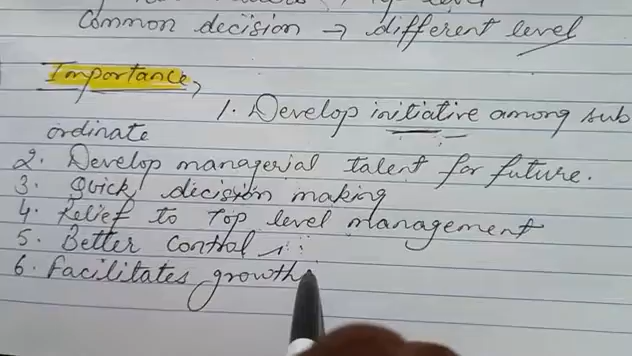 Common decision → different level
Importance,
1. Develop initiative among sub
ordinate
2. Develop managerial talent for future.
3. Quick decision making
4. Relief to top level management
5. Better control
6. Facilitates growth